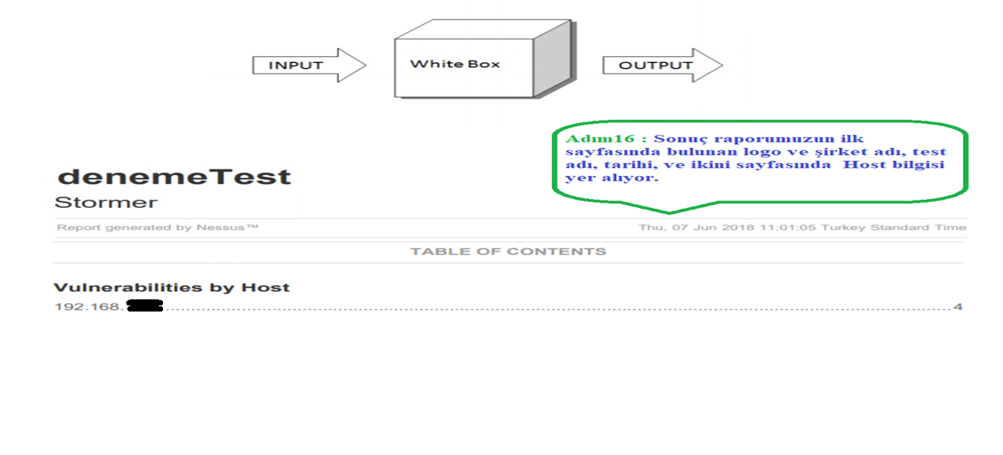 INPUT
White Box
OUTPUT
Adım16 : Sonuç raporumuzun ilk
sayfasında bulunan logo ve şirket adı, test
adı, tarihi, ve ikini sayfasında Host bilgisi
yer alıyor.
denemeTest
Stormer
Report generated by Nessus™
Thu, 07 Jun 2018 11:01:05 Turkey Standard Time
TABLE OF CONTENTS
Vulnerabilities by Host
192.168. ........................................................................................................4